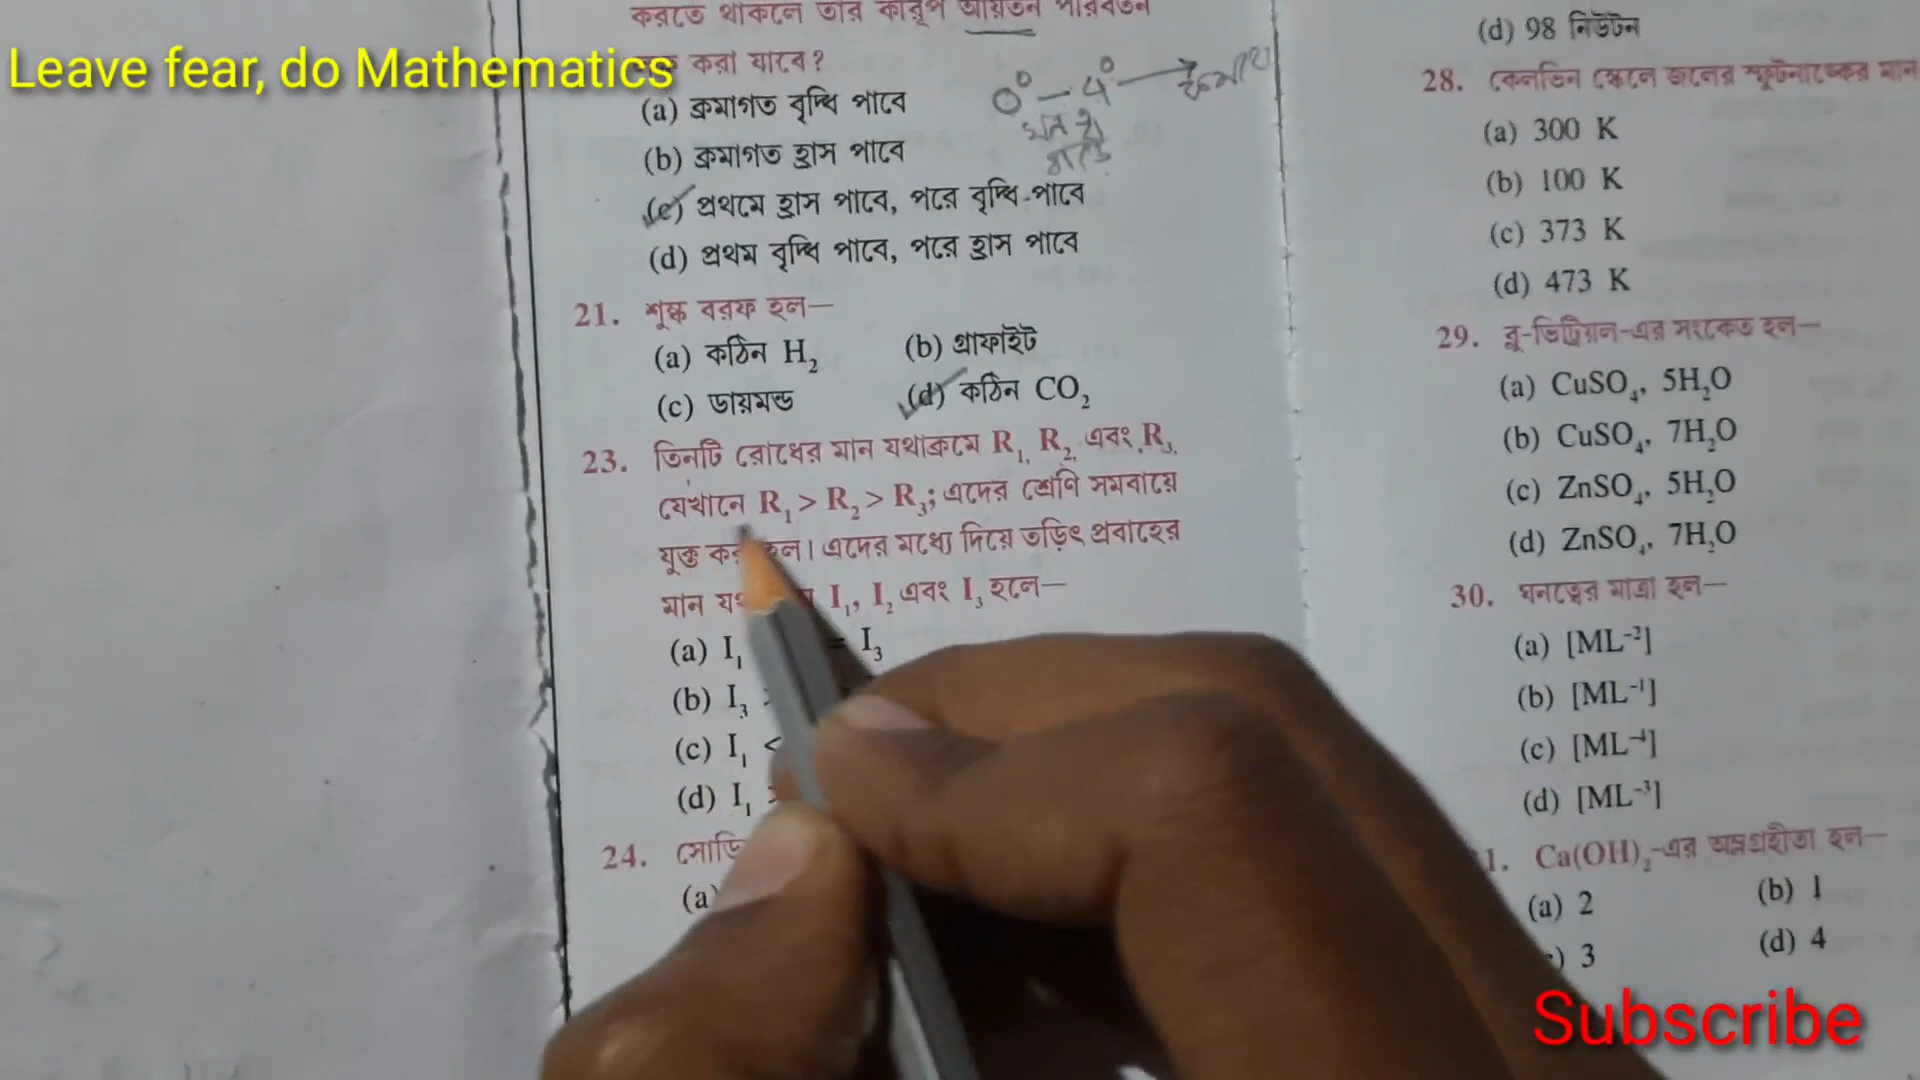 Leave fear, do Mathematics
করতে থাকলে তার কীরূপ আয়তন পরিবর্তন
করা যাবে?
(a) ক্রমাগত বৃদ্ধি পাবে
(b) ক্রমাগত হ্রাস পাবে
(c) প্রথমে হ্রাস পাবে, পরে বৃদ্ধি পাবে
(d) প্রথম বৃদ্ধি পাবে, পরে হ্রাস পাবে
0° – 4°
21. শুষ্ক বরফ হল—
(a) কঠিন H₂ (b) গ্রাফাইট
(c) ডায়মন্ড (d) কঠিন CO₂
23. তিনটি রোধের মান যথাক্রমে R₁, R₂, এবং R₃,
যেখানে R₁ > R₂ > R₃; এদের শ্রেণি সমবায়ে
যুক্ত হল। এদের মধ্যে দিয়ে তড়িৎ প্রবাহের
মান I₁, I₂ এবং I₃ হলে—
(a) I₁ = I₃
(b) I₃
(c) I₁ <
(d) I₁
24.
(a)
(d) 98 নিউটন
28. কেলভিন স্কেলে জলের স্ফুটনাঙ্কের মান
(a) 300 K
(b) 100 K
(c) 373 K
(d) 473 K
29. ব্লু-ভিট্রিয়ল-এর সংকেত হল—
(a) CuSO₄, 5H₂O
(b) CuSO₄, 7H₂O
(c) ZnSO₄, 5H₂O
(d) ZnSO₄, 7H₂O
30. ঘনত্বের মাত্রা হল—
(a) [ML⁻²]
(b) [ML⁻¹]
(c) [ML⁻⁴]
(d) [ML⁻³]
1. Ca(OH)₂-এর অম্লগ্রহীতা হল—
(a) 2 (b) 1
) 3 (d) 4
Subscribe